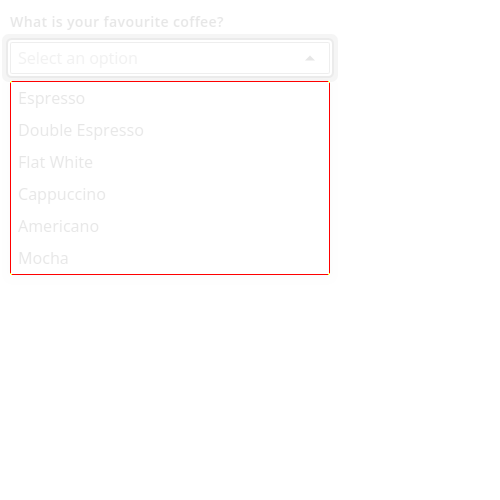 What is your favourite coffee?
Select an option
Espresso
Double Espresso
Flat White
Cappuccino
Americano
Mocha